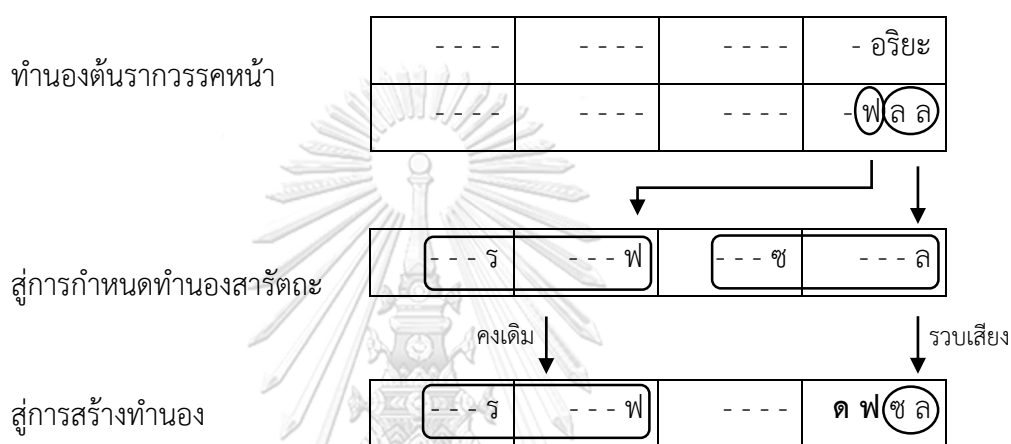 - - - - - - - - - - - - - อริยะ
ทำนองต้นรากวรรคหน้า
- - - - - - - - - - - - - ฟ ล ล
สู่การกำหนดทำนองสารัตถะ - - - ร - - - ฟ - - - ซ - - - ล
คงเดิม รวบเสียง
สู่การสร้างทำนอง - - - ร - - - ฟ - - - - ด ฟ ซ ล